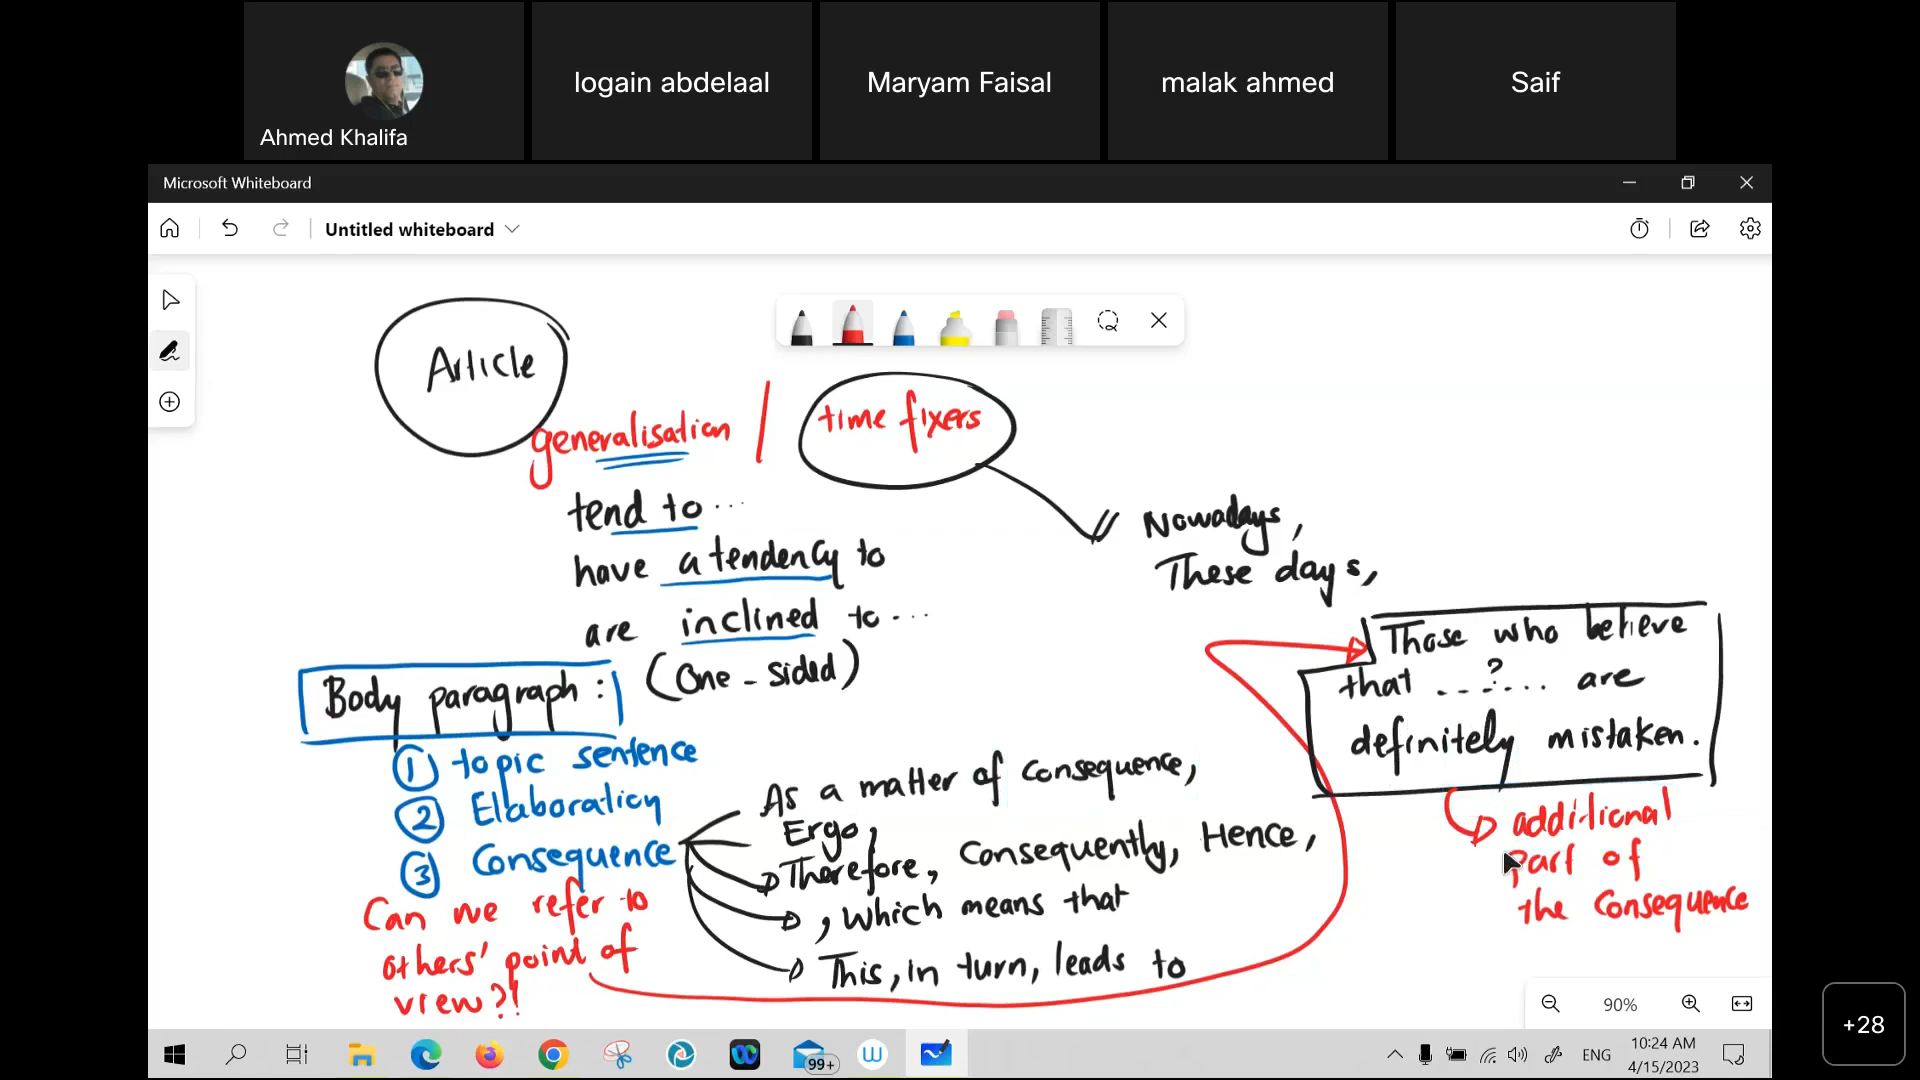 logain abdelaal
Maryam Faisal
malak ahmed
Saif
Ahmed Khalifa
Microsoft Whiteboard
Untitled whiteboard
Article
generalisation / time fixers
tend to ...
have a tendency to
are inclined to ...
(One-sided)
Nowadays,
These days,
Those who believe
that ...?... are
definitely mistaken.
additional
part of
the Consequence
Body paragraph :
1 topic sentence
2 Elaboration
3 Consequence
As a matter of consequence,
Ergo,
Therefore, Consequently, Hence,
, which means that
This, in turn, leads to
Can we refer to
others' point of
view?!
90%
+28
99+
ENG
10:24 AM
4/15/2023